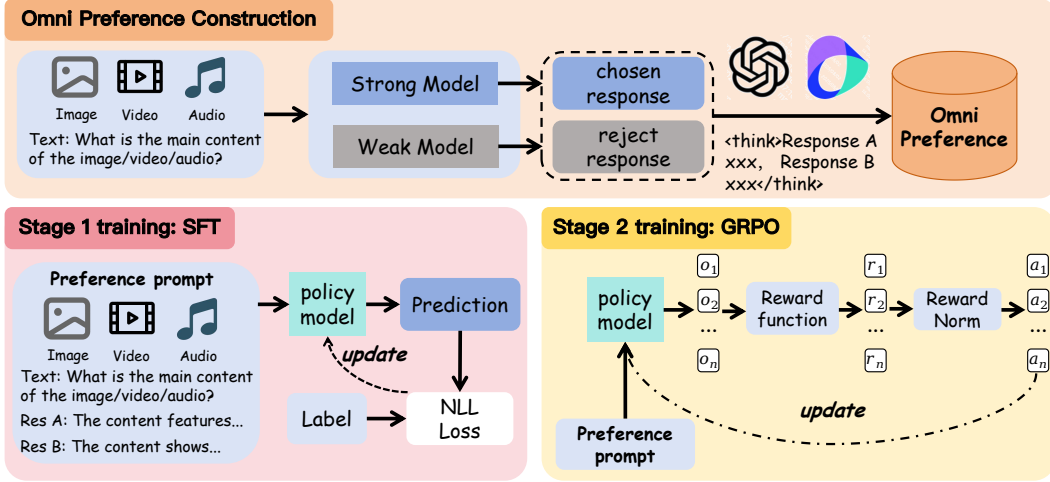 Omni Preference Construction
Image
Video
Audio
Text: What is the main content
of the image/video/audio?
Strong Model
Weak Model
chosen
response
reject
response
<think>Response A
xxx, Response B
xxx</think>
Omni
Preference
Stage 1 training: SFT
Preference prompt
Image
Video
Audio
Text: What is the main content
of the image/video/audio?
Res A: The content features...
Res B: The content shows...
policy
model
Prediction
update
Label
NLL
Loss
Stage 2 training: GRPO
policy
model
Preference
prompt
o₁
o₂
...
oₙ
Reward
function
r₁
r₂
...
rₙ
Reward
Norm
a₁
a₂
...
aₙ
update